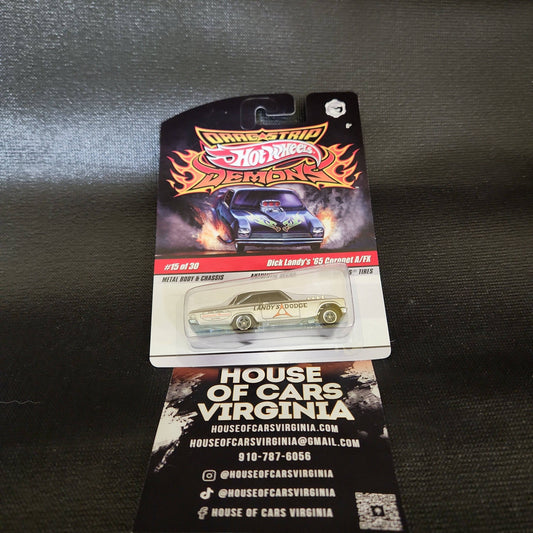 DRAG★STRIP
Hot Wheels
DEMONS
8+
#15 of 30
Dick Landy's '65 Coronet A/FX
METAL BODY & CHASSIS
TIRES
LANDY'S DODGE
HOUSE
OF CARS
VIRGINIA
HOUSEOFCARSVIRGINIA.COM
HOUSEOFCARSVIRGINIA@GMAIL.COM
910-787-6056
@HOUSEOFCARSVIRGINIA
@HOUSEOFCARSVIRGINIA
HOUSE OF CARS VIRGINIA